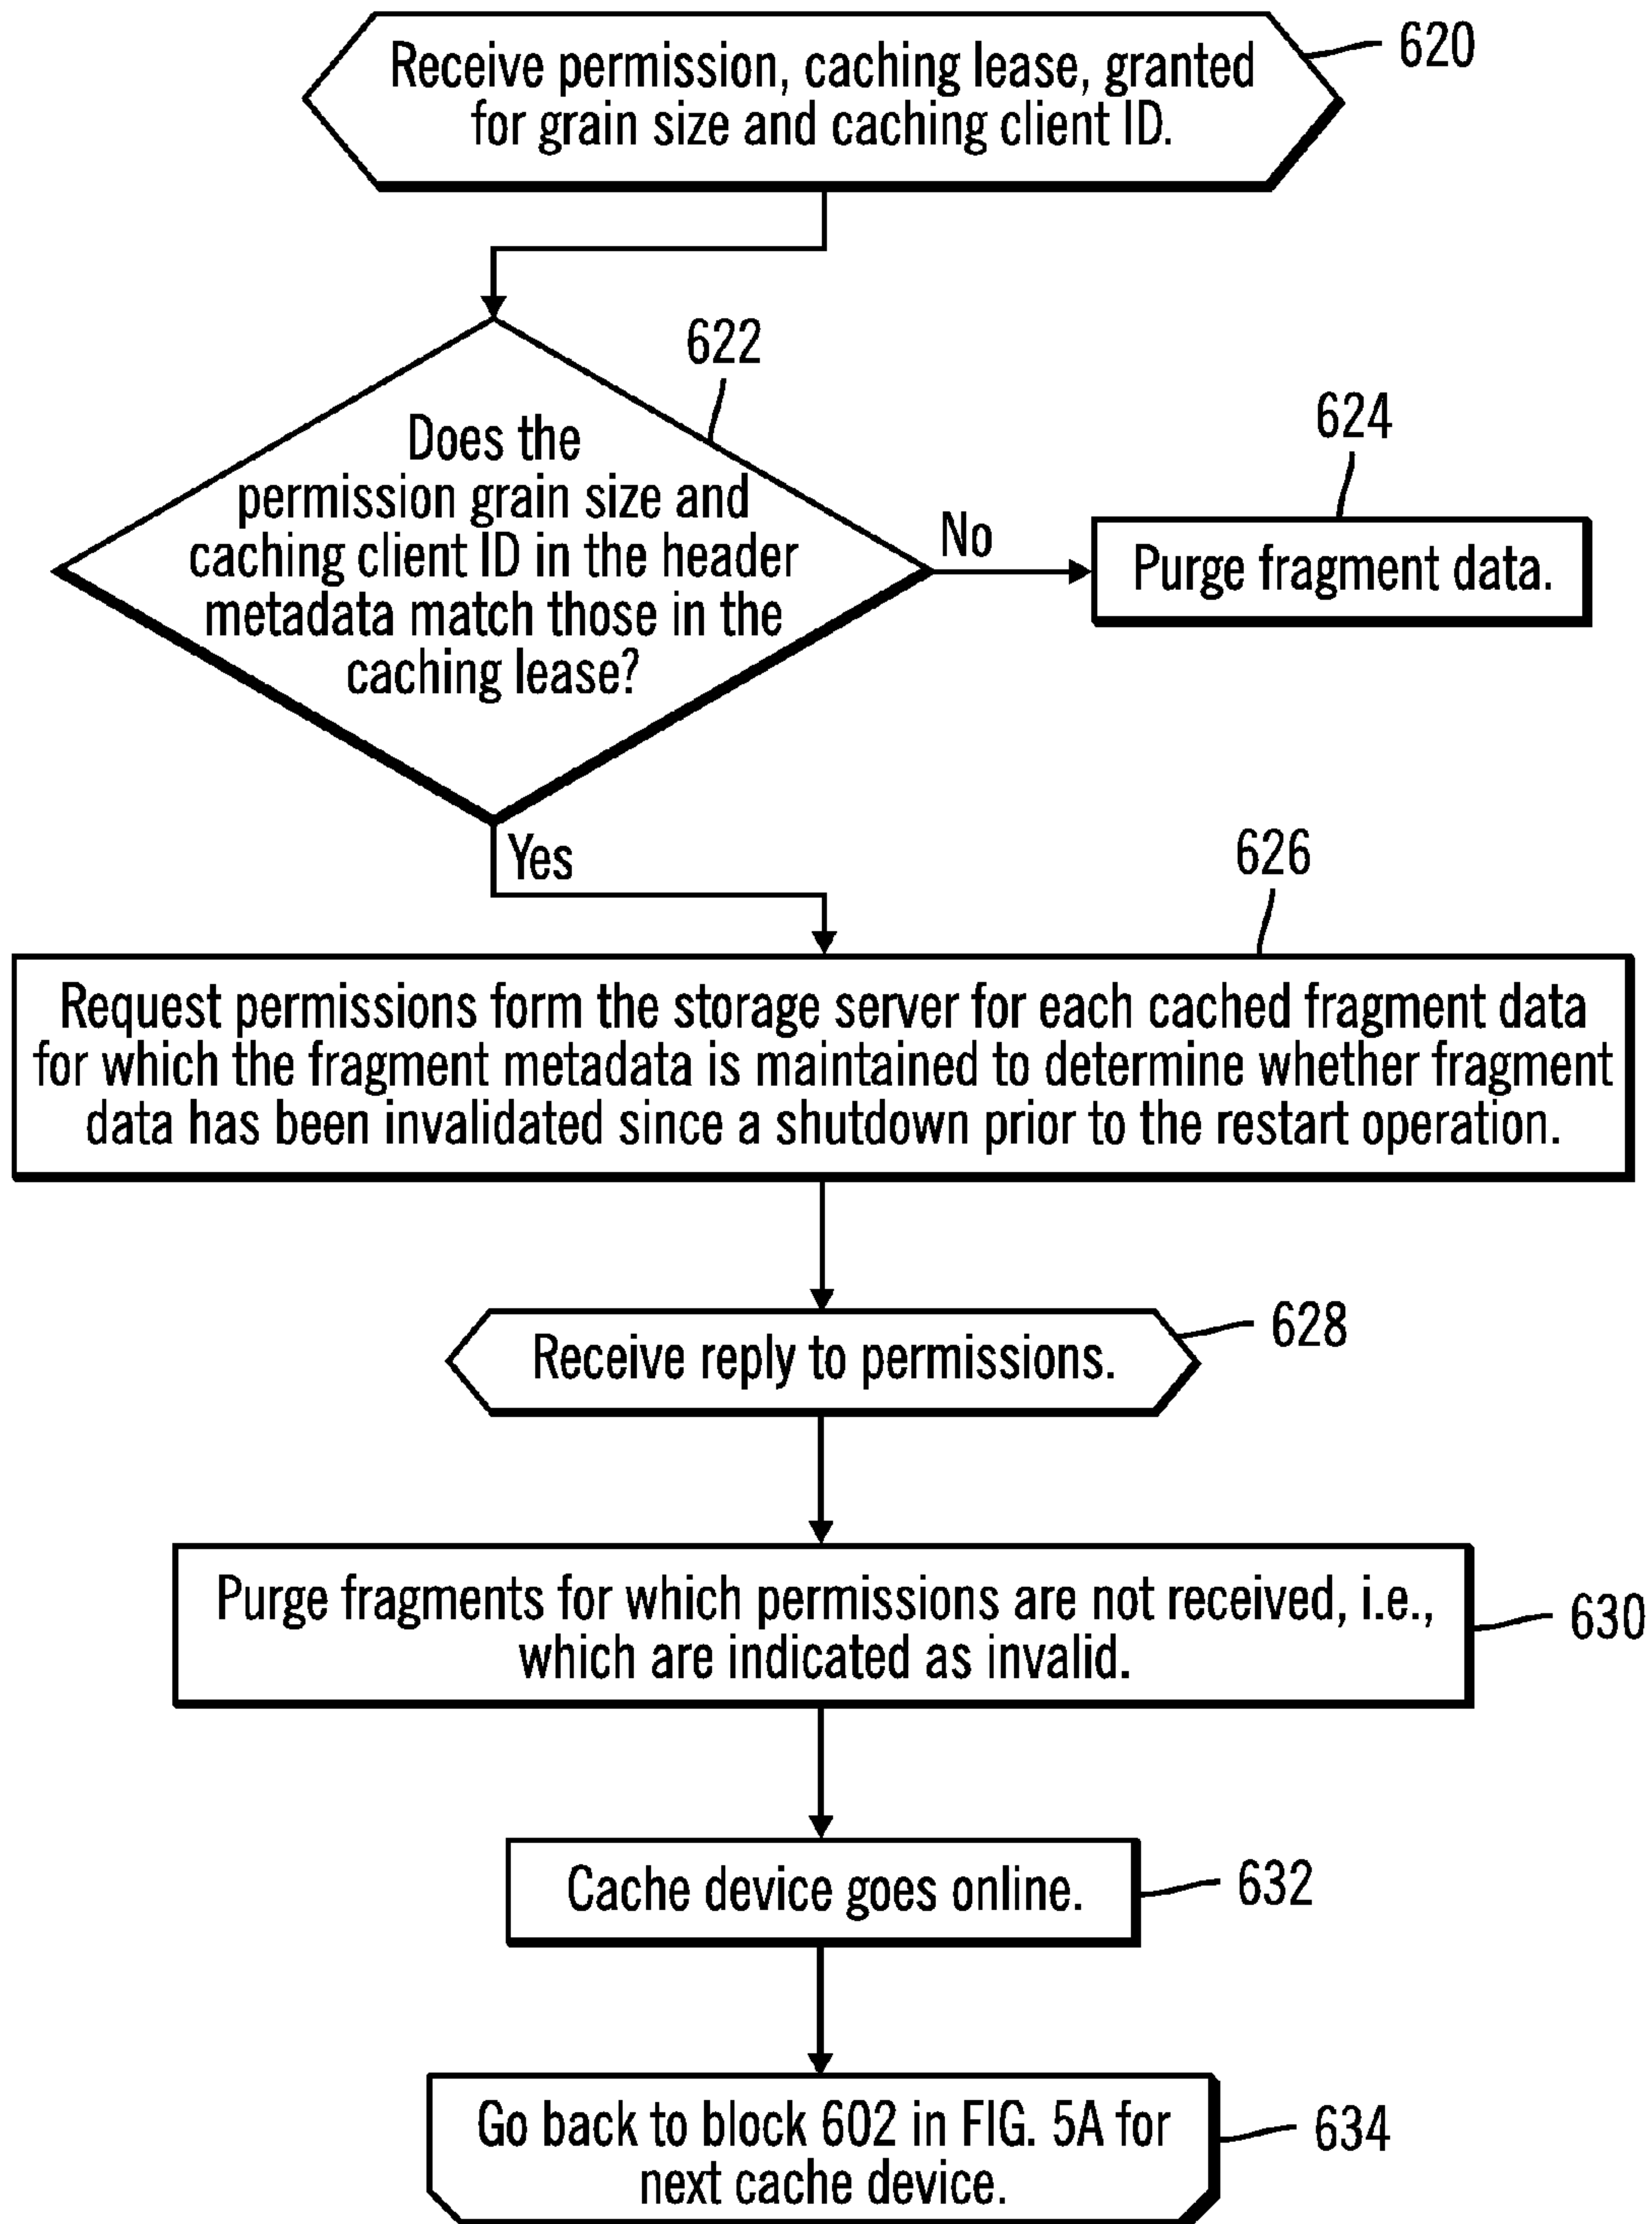 Receive permission, caching lease, granted
for grain size and caching client ID.
620
622
Does the
permission grain size and
caching client ID in the header
metadata match those in the
caching lease?
No
624
Purge fragment data.
Yes
626
Request permissions form the storage server for each cached fragment data
for which the fragment metadata is maintained to determine whether fragment
data has been invalidated since a shutdown prior to the restart operation.
Receive reply to permissions.
628
Purge fragments for which permissions are not received, i.e.,
which are indicated as invalid.
630
Cache device goes online.
632
Go back to block 602 in FIG. 5A for
next cache device.
634